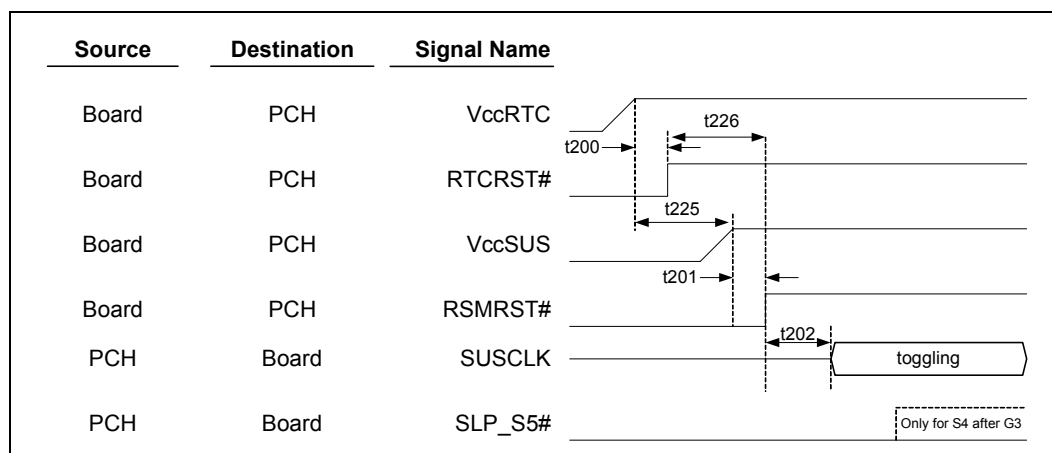 Source Destination Signal Name
Board PCH VccRTC
t226
t200
Board PCH RTCRST#
t225
Board PCH VccSUS
t201
Board PCH RSMRST#
t202
PCH Board SUSCLK toggling
PCH Board SLP_S5# Only for S4 after G3